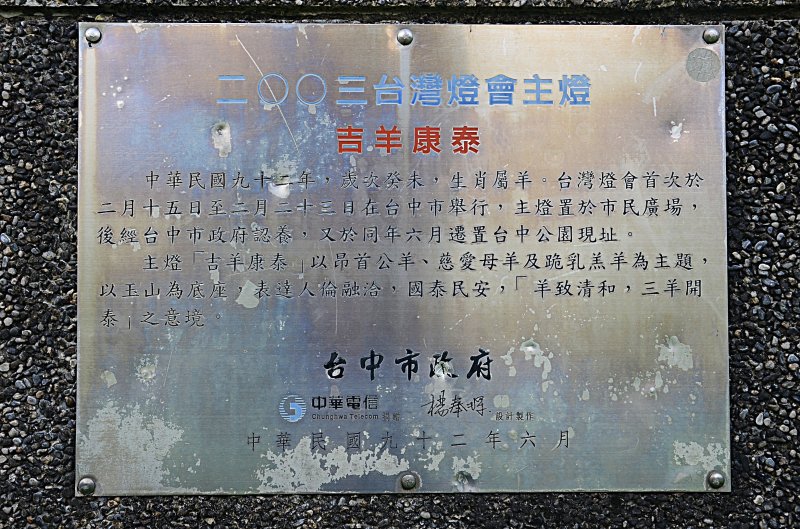 二〇〇三台灣燈會主燈
吉羊康泰
中華民國九十二年，歲次癸未，生肖屬羊。台灣燈會首次於
二月十五日至二月二十三日在台中市舉行，主燈置於市民廣場，
後經台中市政府認養，又於同年六月遷置台中公園現址。
主燈「吉羊康泰」以昂首公羊、慈愛母羊及跪乳羔羊為主題，
以玉山為底座，表達人倫融洽，國泰民安，「羊致清和，三羊開
泰」之意境。
台中市政府
中華電信
Chunghwa Telecom 捐贈
楊奉琛 設計製作
中華民國九十二年六月